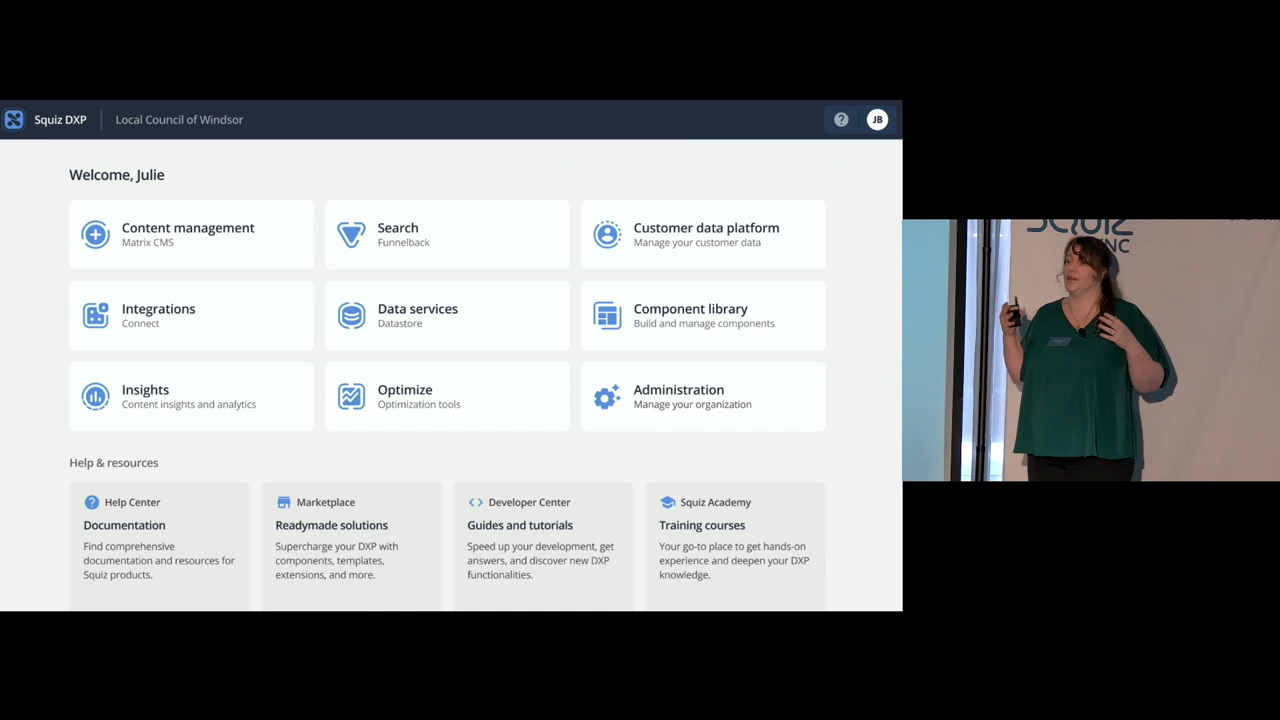 Squiz DXP
Local Council of Windsor
JB
Welcome, Julie
Content management
Matrix CMS
Search
Funnelback
Customer data platform
Manage your customer data
Integrations
Connect
Data services
Datastore
Component library
Build and manage components
Insights
Content insights and analytics
Optimize
Optimization tools
Administration
Manage your organization
Help & resources
Help Center
Documentation
Find comprehensive
documentation and resources for
Squiz products.
Marketplace
Readymade solutions
Supercharge your DXP with
components, templates,
extensions, and more.
Developer Center
Guides and tutorials
Speed up your development, get
answers, and discover new DXP
functionalities.
Squiz Academy
Training courses
Your go-to place to get hands-on
experience and deepen your DXP
knowledge.
SQUIZ